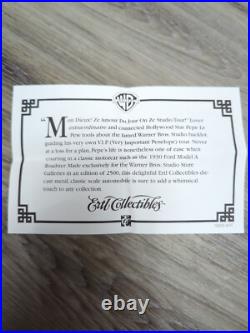 WB
"Mon Dieux! Ze Amour Du Jour On Ze Studio Tour! Lover
extraordinaire and connected Hollywood Star Pepe Le
Pew tools about the famed Warner Bros. Studio backlot,
guiding his very own V.I.P. (Very Important Penelope) tour. Never
at a loss for a plan, Pepe's life is nonetheless one of ease when
courting in a classic motorcar such as the 1930 Ford Model A
Roadster Made exclusively for the Warner Bros. Studio Store
Galleries in an edition of 2500, this delightful Ertl Collectibles die-
cast metal, classic scale automobile is sure to add a whimsical
touch to any collection.
Ertl Collectibles